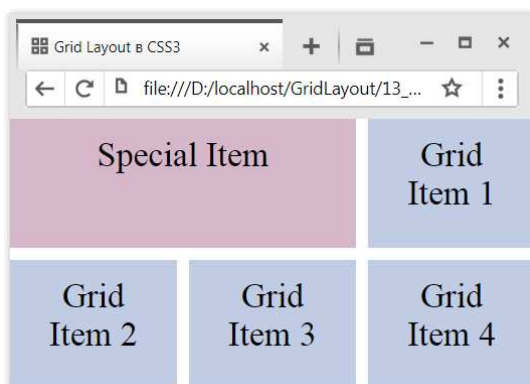 Grid Layout в CSS3
file:///D:/localhost/GridLayout/13_...
Special Item
Grid
Item 1
Grid
Item 2
Grid
Item 3
Grid
Item 4